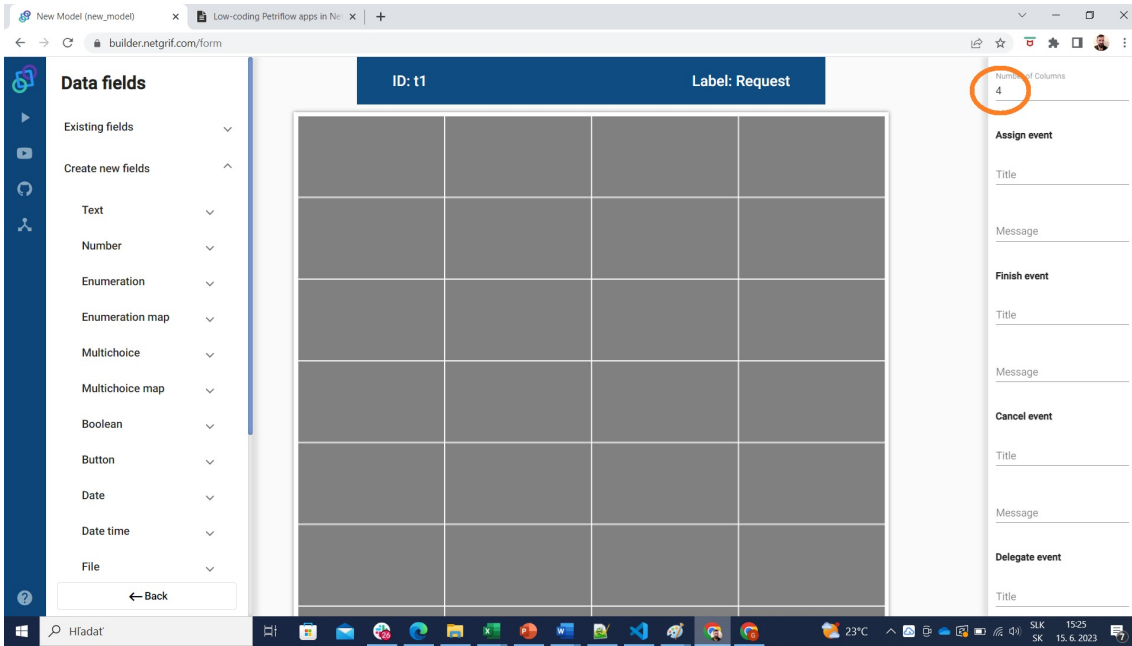 New Model (new_model)
Low-coding Petriflow apps in Net
builder.netgrif.com/form
Data fields
Existing fields
Create new fields
Text
Number
Enumeration
Enumeration map
Multichoice
Multichoice map
Boolean
Button
Date
Date time
File
Back
ID: t1
Label: Request
Number of Columns
4
Assign event
Title
Message
Finish event
Title
Message
Cancel event
Title
Message
Delegate event
Title
Hľadať
26
23°C
SLK
SK
15:25
15. 6. 2023
7